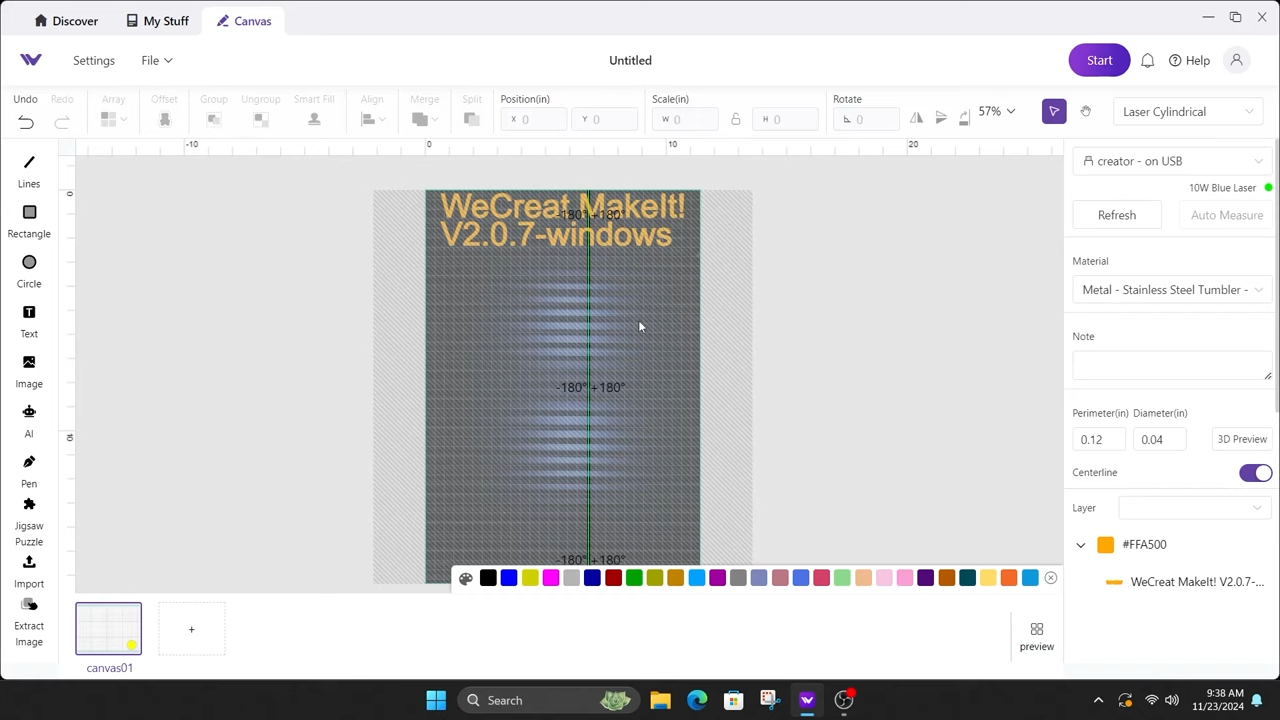 Discover
My Stuff
Canvas
Settings
File
Untitled
Start
Help
Undo
Redo
Array
Offset
Group
Ungroup
Smart Fill
Align
Merge
Split
Position(in)
X 0
Y 0
Scale(in)
W 0
H 0
Rotate
0
57%
Laser Cylindrical
-10
0
10
20
0
10
Lines
Rectangle
Circle
Text
Image
AI
Pen
Jigsaw
Puzzle
Import
Extract
Image
WeCreat MakeIt!
V2.0.7-windows
-180° +180°
-180° +180°
-180° +180°
creator - on USB
10W Blue Laser
Refresh
Auto Measure
Material
Metal - Stainless Steel Tumbler -
Note
Perimeter(in) Diameter(in)
0.12
0.04
3D Preview
Centerline
Layer
#FFA500
WeCreat MakeIt! V2.0.7-...
+
canvas01
preview
Search
9:38 AM
11/23/2024